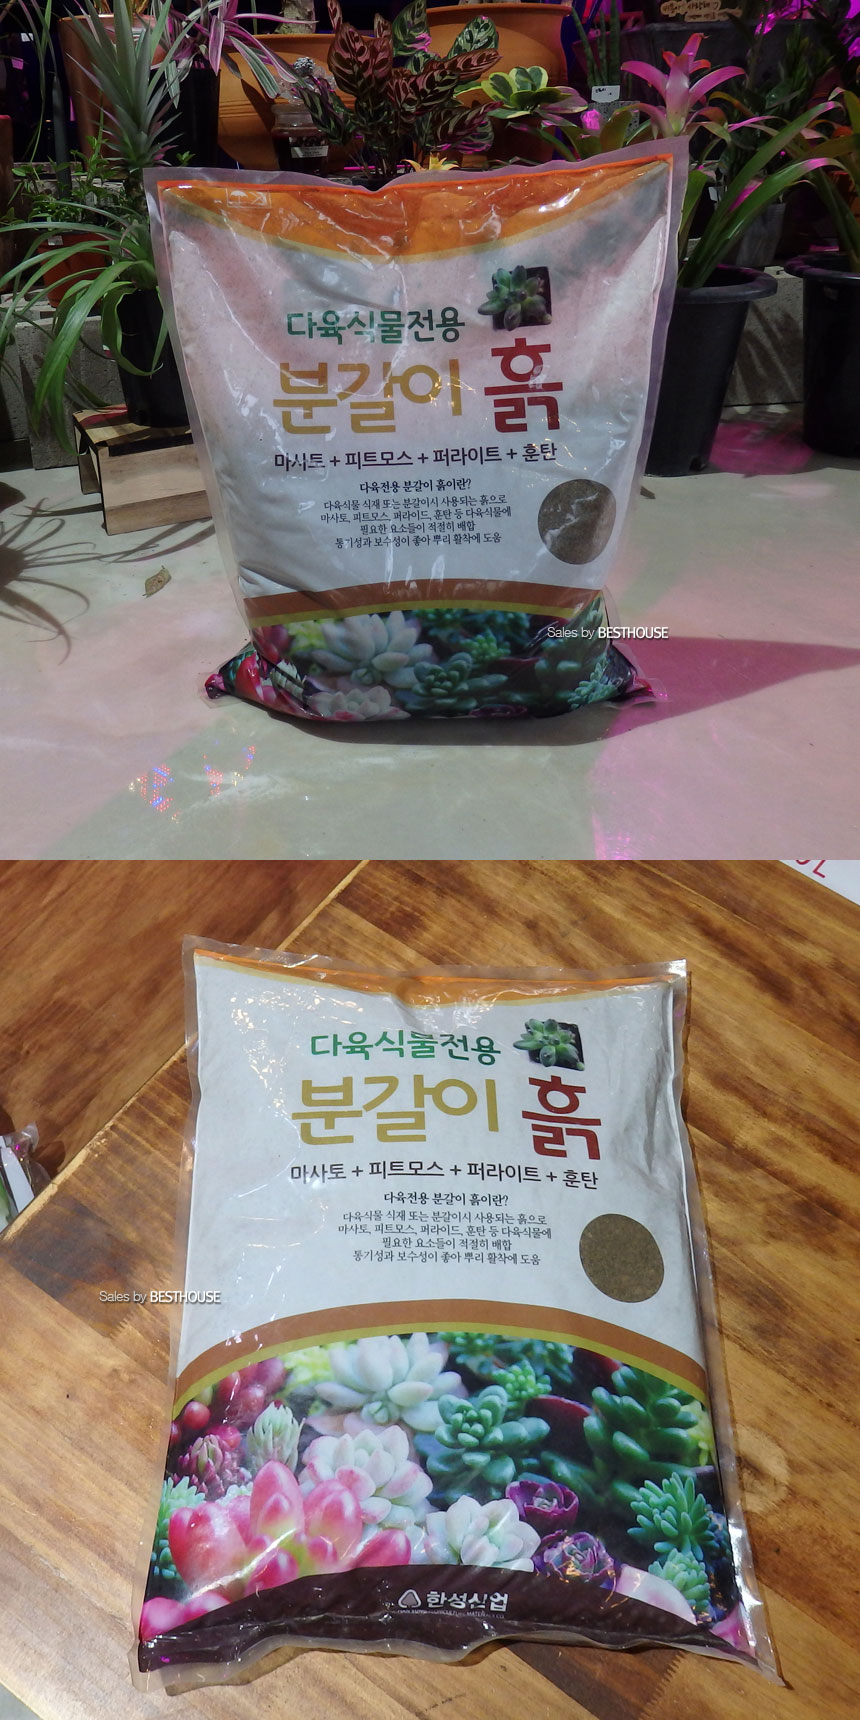 다육식물전용
분갈이 흙
마사토 + 피트모스 + 퍼라이트 + 훈탄
다육전용 분갈이 흙이란?
다육식물 식재 또는 분갈이시 사용되는 흙으로
마사토, 피트모스, 퍼라이드, 훈탄 등 다육식물에
필요한 요소들이 적절히 배합
통기성과 보수성이 좋아 뿌리 활착에 도움
Sales by BESTHOUSE
다육식물전용
분갈이 흙
마사토 + 피트모스 + 퍼라이트 + 훈탄
다육전용 분갈이 흙이란?
다육식물 식재 또는 분갈이시 사용되는 흙으로
마사토, 피트모스, 퍼라이드, 훈탄 등 다육식물에
필요한 요소들이 적절히 배합
통기성과 보수성이 좋아 뿌리 활착에 도움
Sales by BESTHOUSE
한성산업